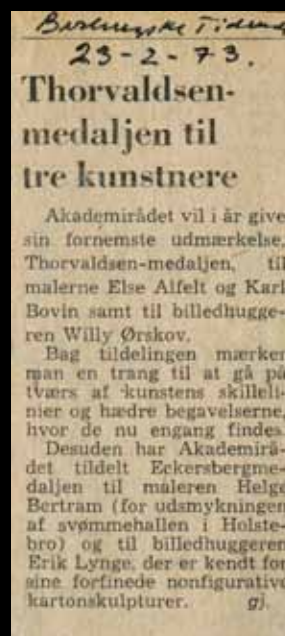 Berlingske Tidende
23-2-73.
Thorvaldsen-
medaljen til
tre kunstnere
Akademirådet vil i år give
sin fornemste udmærkelse,
Thorvaldsen-medaljen, til
malerne Else Alfelt og Karl
Bovin samt til billedhugge-
ren Willy Ørskov.
Bag tildelingen mærker
man en trang til at gå på
tværs af kunstens skilleli-
nier og hædre begavelserne,
hvor de nu engang findes.
Desuden har Akademirå-
det tildelt Eckersbergme-
daljen til maleren Helge
Bertram (for udsmykningen
af svømmehallen i Holste-
bro) og til billedhuggeren
Erik Lynge, der er kendt for
sine forfinede nonfigurative
kartonskulpturer. gj.